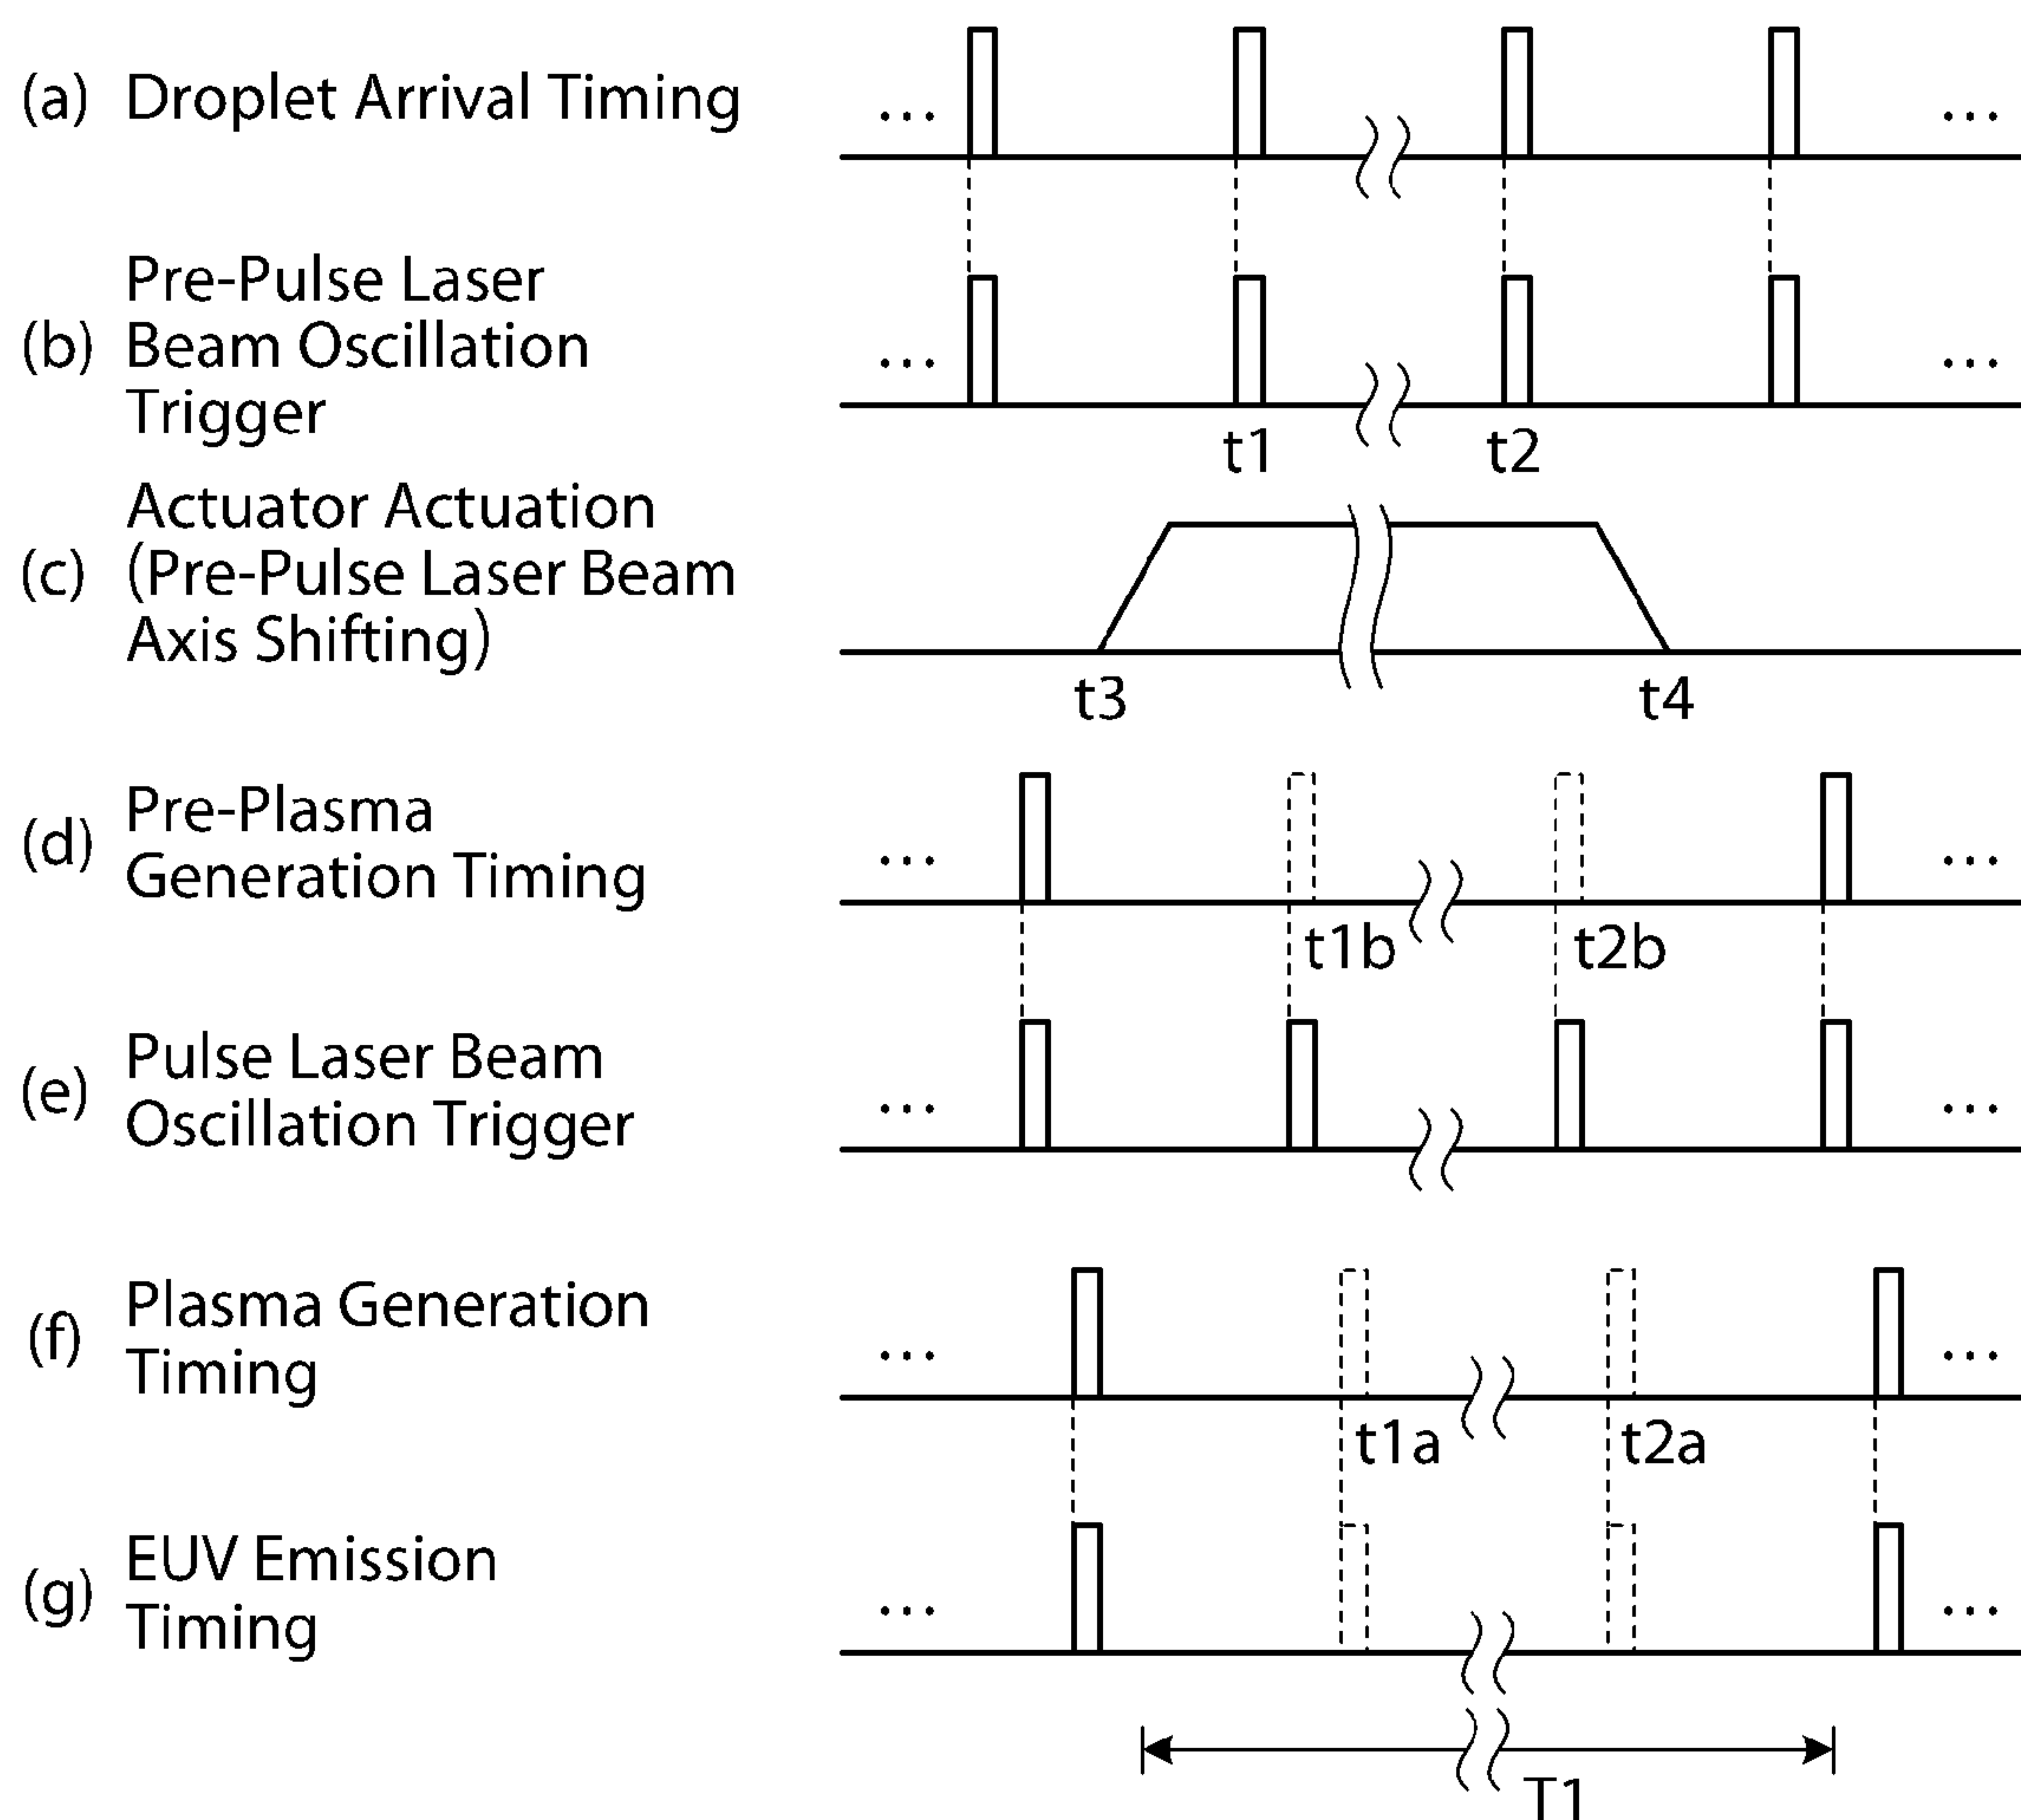 (a) Droplet Arrival Timing
... ...
Pre-Pulse Laser
(b) Beam Oscillation
Trigger
... ...
t1 t2
Actuator Actuation
(c) (Pre-Pulse Laser Beam
Axis Shifting)
t3 t4
Pre-Plasma
(d) Generation Timing
... ...
t1b t2b
Pulse Laser Beam
(e) Oscillation Trigger
... ...
Plasma Generation
(f) Timing
... ...
t1a t2a
EUV Emission
(g) Timing
... ...
T1